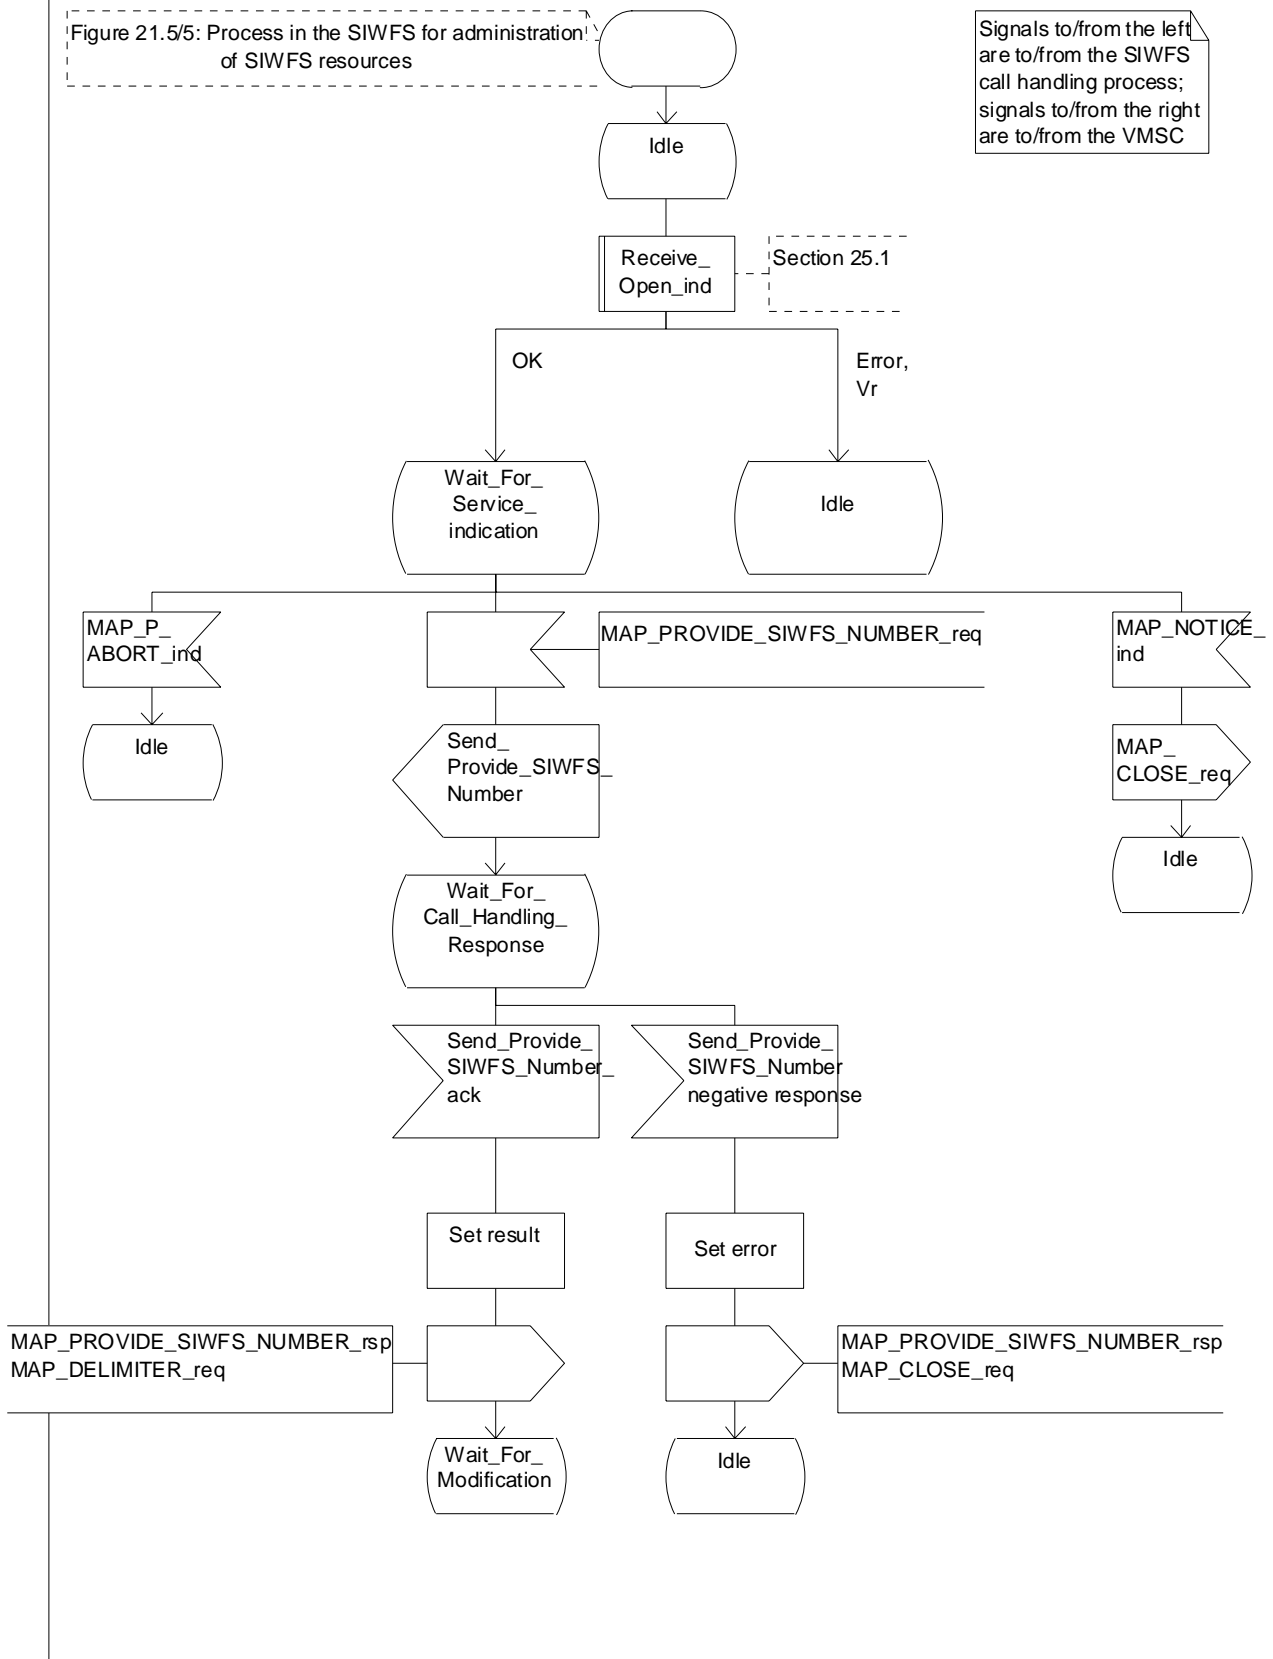 Figure 21.5/5: Process in the SIWFS for administration
of SIWFS resources
Signals to/from the left
are to/from the SIWFS
call handling process;
signals to/from the right
are to/from the VMSC
Idle
Receive_
Open_ind
Section 25.1
OK
Error,
Vr
Wait_For_
Service_
indication
Idle
MAP_P_
ABORT_ind
MAP_PROVIDE_SIWFS_NUMBER_req
MAP_NOTICE_
ind
Idle
Send_
Provide_SIWFS_
Number
MAP_
CLOSE_req
Idle
Wait_For_
Call_Handling_
Response
Send_Provide_
SIWFS_Number_
ack
Send_Provide_
SIWFS_Number
negative response
Set result
Set error
MAP_PROVIDE_SIWFS_NUMBER_rsp
MAP_DELIMITER_req
MAP_PROVIDE_SIWFS_NUMBER_rsp
MAP_CLOSE_req
Wait_For_
Modification
Idle